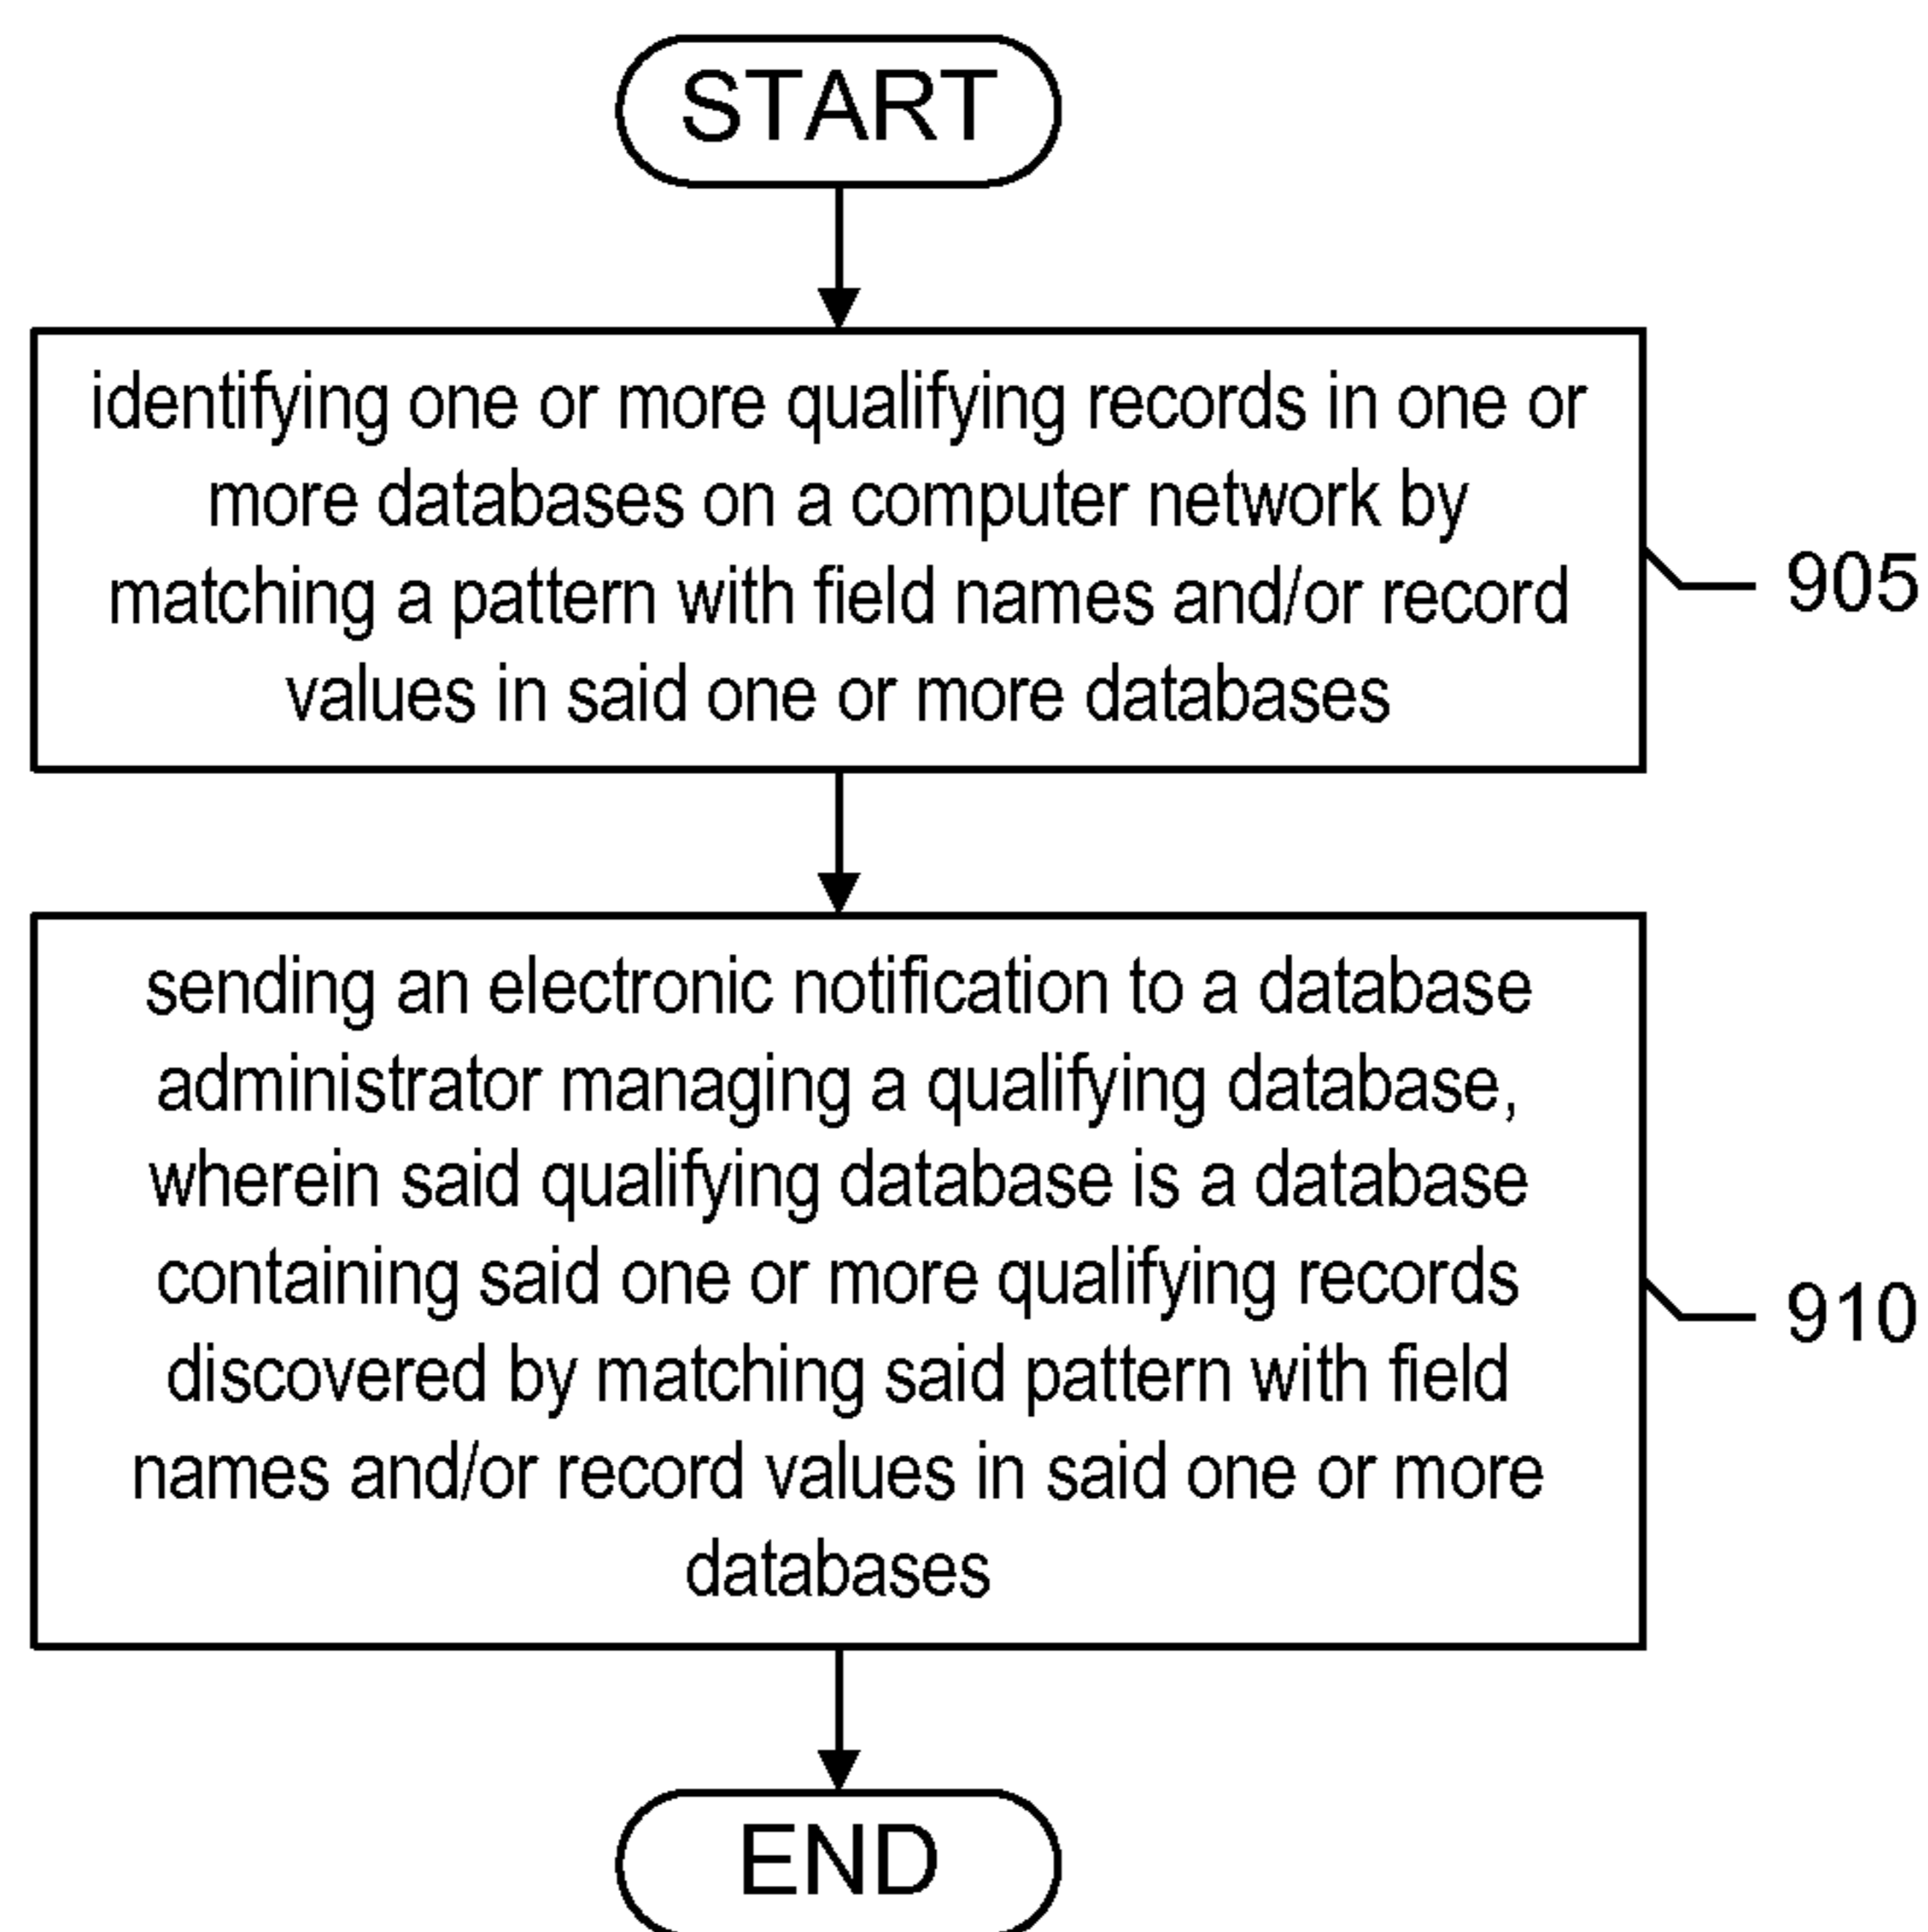 START
identifying one or more qualifying records in one or
more databases on a computer network by
matching a pattern with field names and/or record
values in said one or more databases
905
sending an electronic notification to a database
administrator managing a qualifying database,
wherein said qualifying database is a database
containing said one or more qualifying records
discovered by matching said pattern with field
names and/or record values in said one or more
databases
910
END